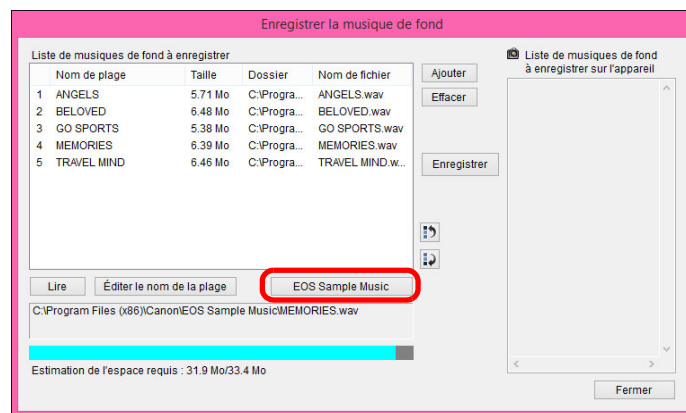 Enregistrer la musique de fond
Liste de musiques de fond à enregistrer
Nom de plage Taille Dossier Nom de fichier
1 ANGELS 5.71 Mo C:\Progra... ANGELS.wav
2 BELOVED 6.48 Mo C:\Progra... BELOVED.wav
3 GO SPORTS 5.38 Mo C:\Progra... GO SPORTS.wav
4 MEMORIES 6.39 Mo C:\Progra... MEMORIES.wav
5 TRAVEL MIND 6.46 Mo C:\Progra... TRAVEL MIND.w...
Ajouter
Effacer
Enregistrer
Liste de musiques de fond
à enregistrer sur l'appareil
Lire Éditer le nom de la plage EOS Sample Music
C:\Program Files (x86)\Canon\EOS Sample Music\MEMORIES.wav
Estimation de l'espace requis : 31.9 Mo/33.4 Mo
Fermer